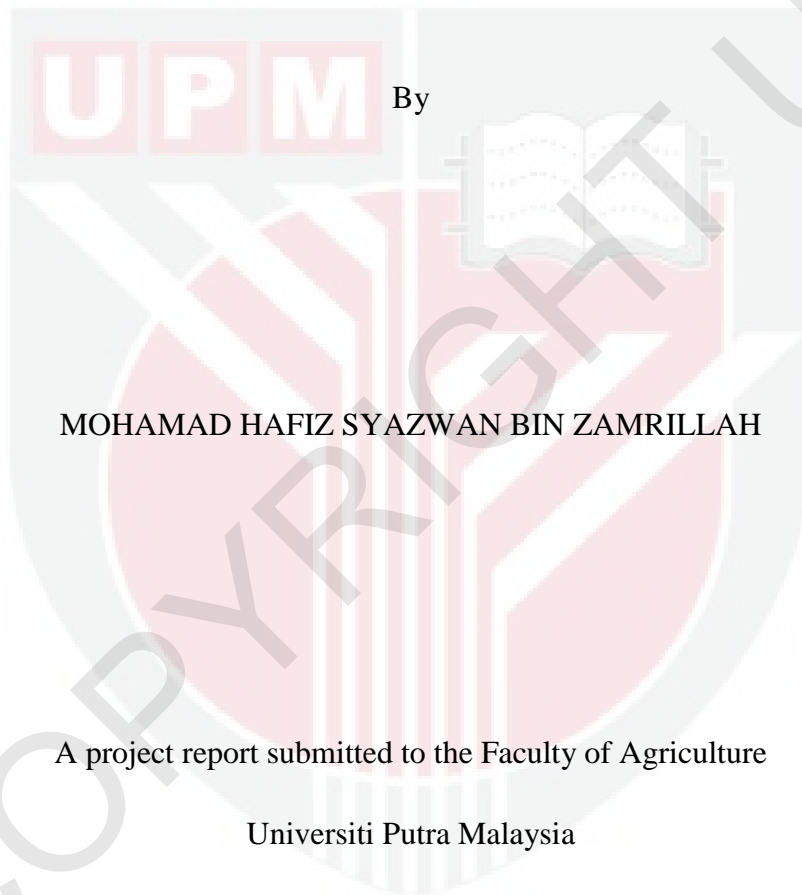 UPM
By
MOHAMAD HAFIZ SYAZWAN BIN ZAMRILLAH
A project report submitted to the Faculty of Agriculture
Universiti Putra Malaysia
COPYRIGHT U